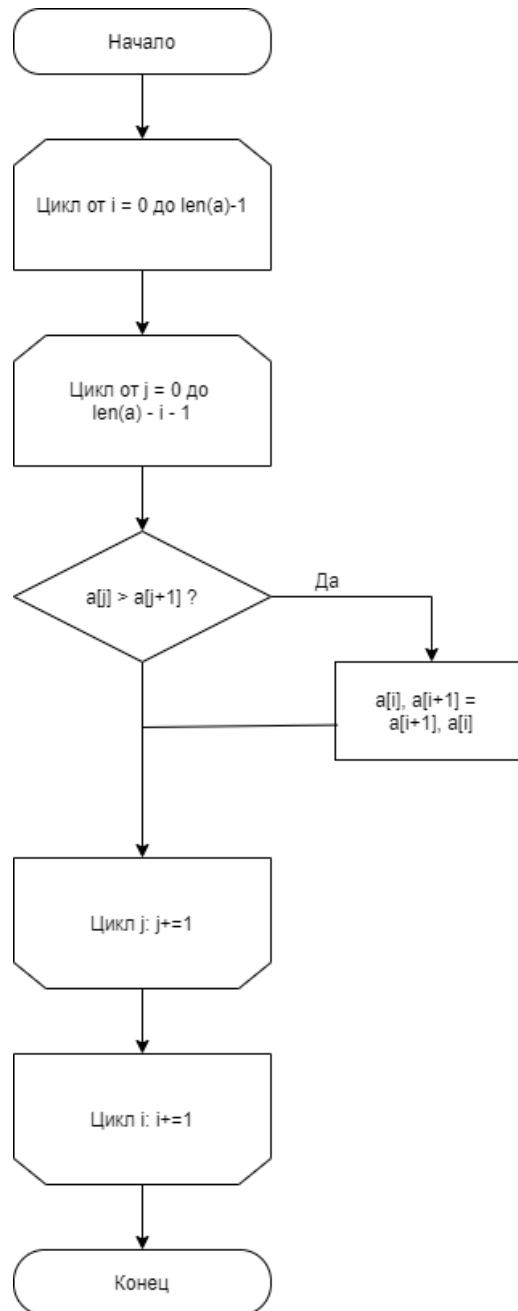 Начало
Цикл от i = 0 до len(a)-1
Цикл от j = 0 до
len(a) - i - 1
a[j] > a[j+1] ?
Да
a[i], a[i+1] =
a[i+1], a[i]
Цикл j: j+=1
Цикл i: i+=1
Конец